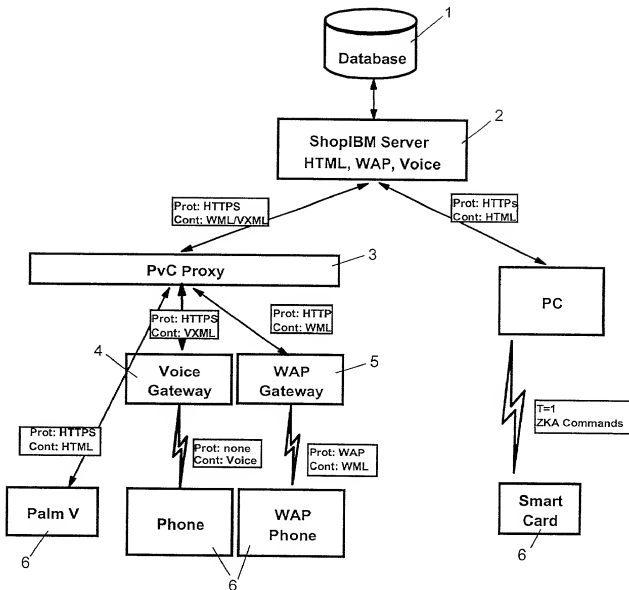 1
Database
2
ShopIBM Server
HTML, WAP, Voice
Prot: HTTPS
Cont: WML/VXML
Prot: HTTPs
Cont: HTML
3
PvC Proxy
PC
Prot: HTTPS
Cont: VXML
Prot: HTTP
Cont: WML
4
Voice
Gateway
WAP
Gateway
5
T=1
ZKA Commands
Prot: HTTPS
Cont: HTML
Prot: none
Cont: Voice
Prot: WAP
Cont: WML
Palm V
6
Phone
WAP
Phone
6
Smart
Card
6